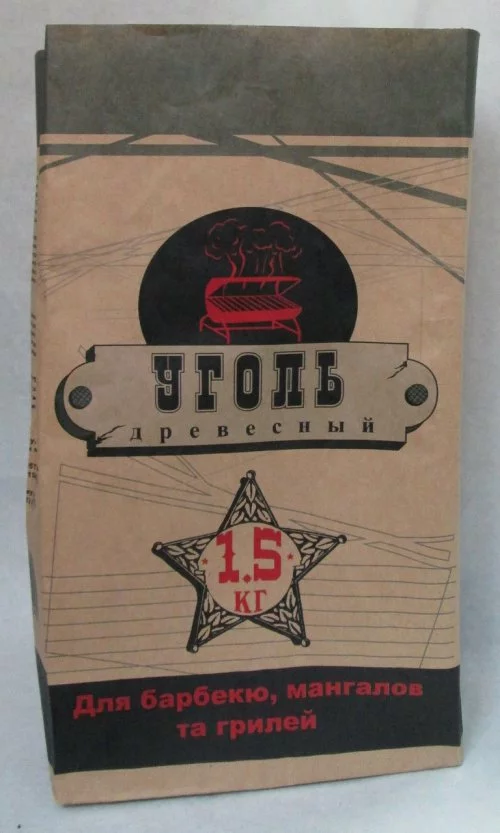 УГОЛЬ
древесный
1.5
КГ
Для барбекю, мангалов
та грилей